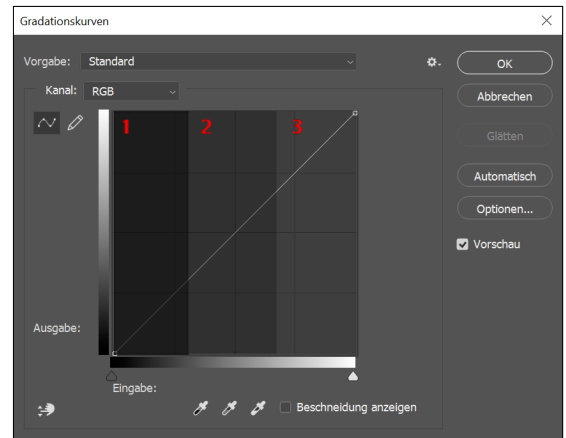 Gradationskurven
Vorgabe: Standard
OK
Kanal: RGB
Abbrechen
1 2 3
Glätten
Automatisch
Optionen...
Vorschau
Ausgabe:
Eingabe:
Beschneidung anzeigen